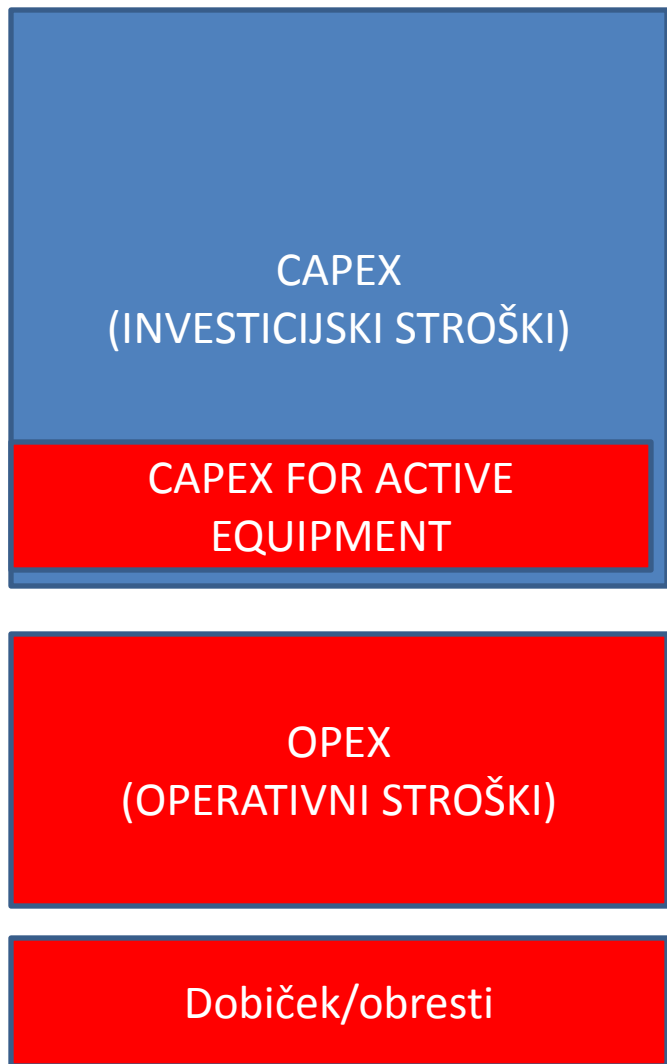 CAPEX
(INVESTICIJSKI STROŠKI)
CAPEX FOR ACTIVE
EQUIPMENT
OPEX
(OPERATIVNI STROŠKI)
Dobiček/obresti